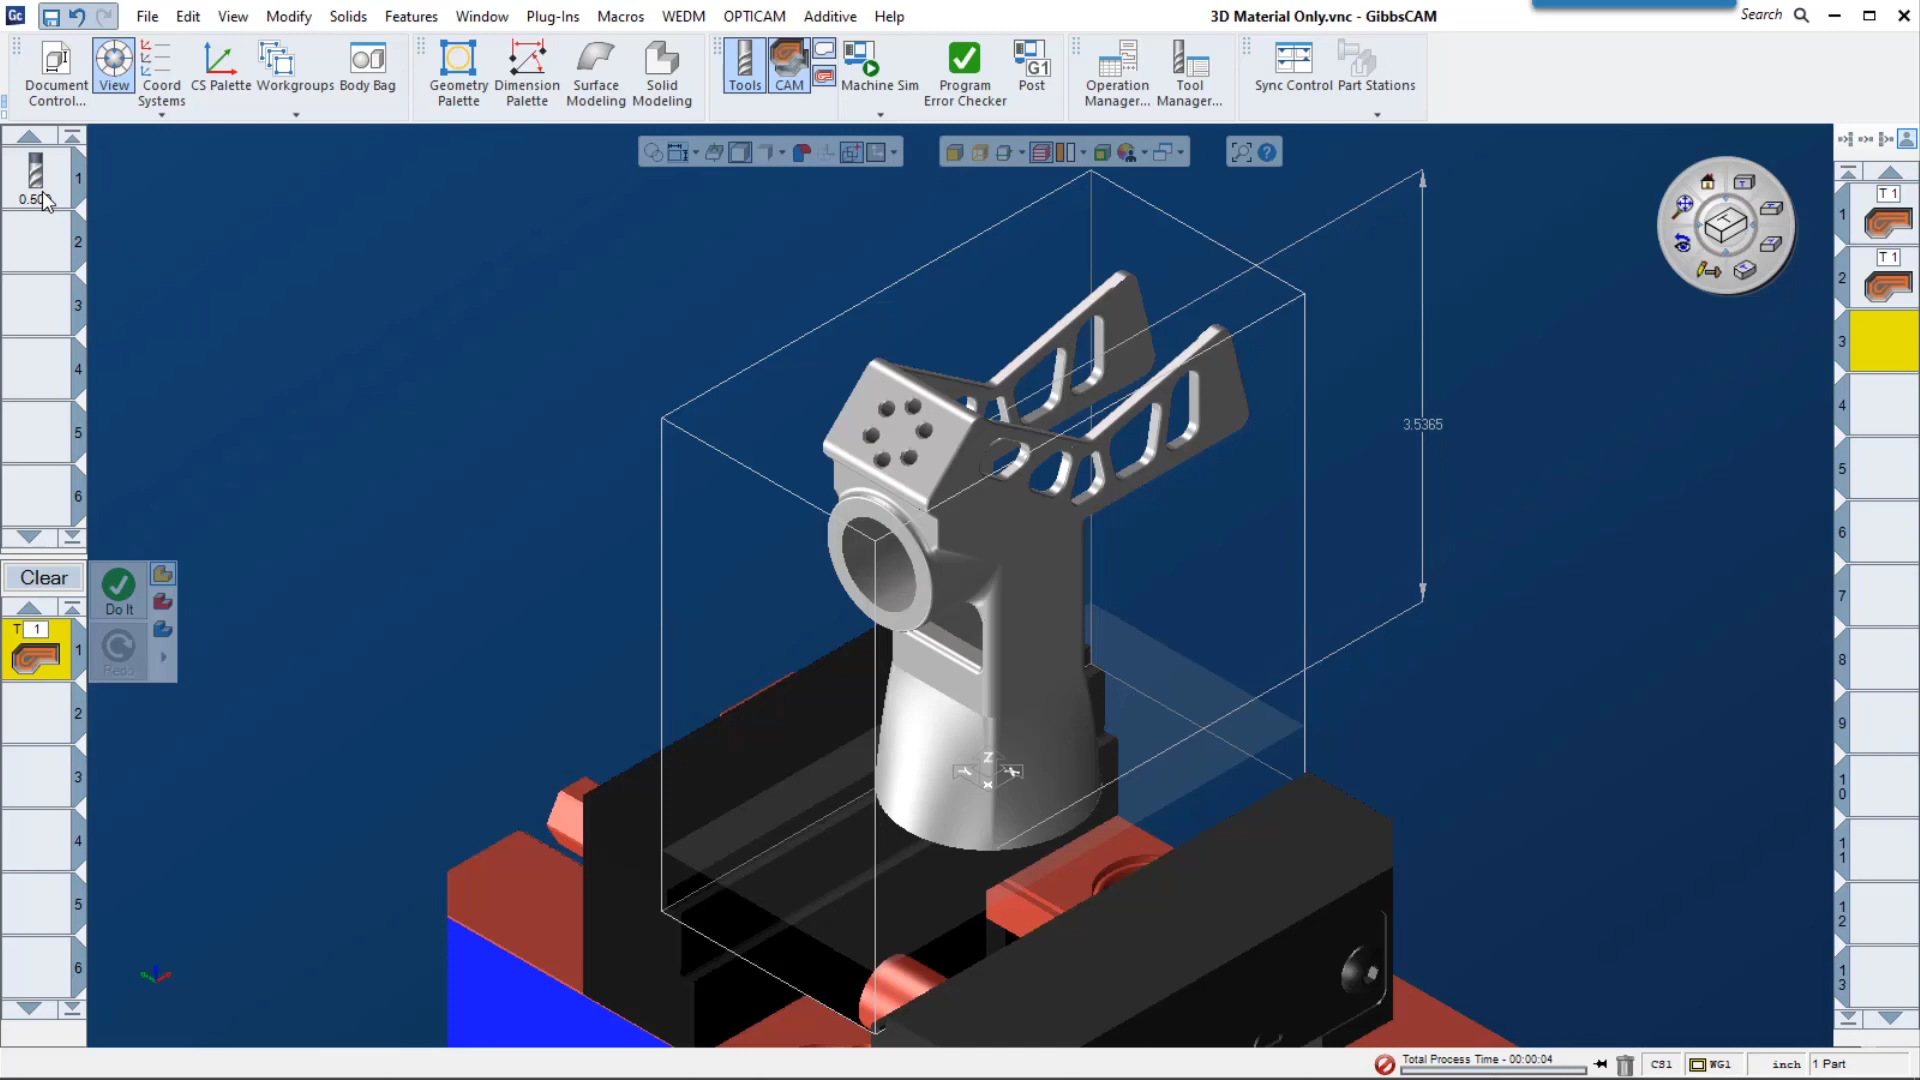 Gc File Edit View Modify Solids Features Window Plug-Ins Macros WEDM OPTICAM Additive Help 3D Material Only.vnc - GibbsCAM Search
Document Control... View Coord Systems CS Palette Workgroups Body Bag Geometry Palette Dimension Palette Surface Modeling Solid Modeling Tools CAM Machine Sim Program Error Checker G1 Post Operation Manager... Tool Manager... Sync Control Part Stations
1
2
3
4
5
6
Clear
Do It
Redo
T 1
1
2
3
4
5
6
3.5365
Z
X
T 1
1
T 1
2
3
4
5
6
7
8
9
10
11
12
13
Total Process Time - 00:00:04 CS1 WG1 inch 1 Part